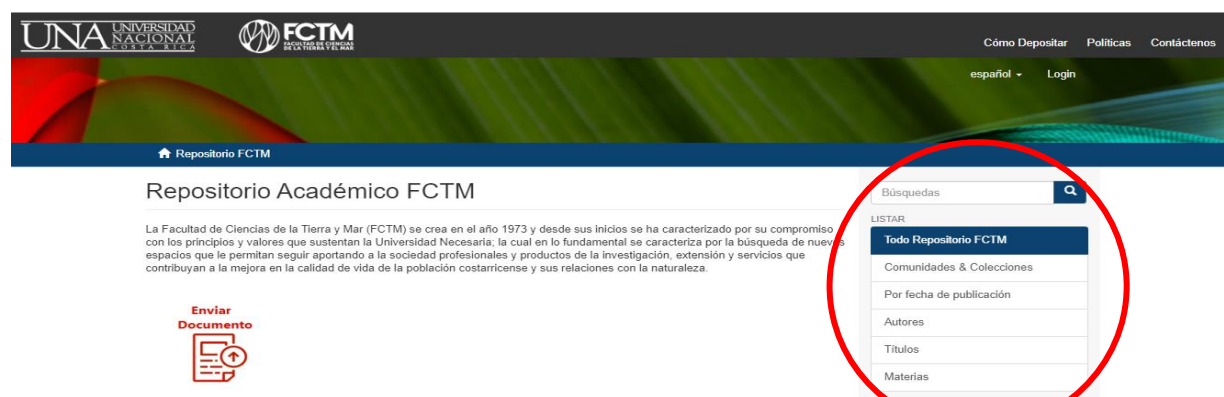 UNA UNIVERSIDAD
NACIONAL
COSTA RICA
FCTM
FACULTAD DE CIENCIAS
DE LA TIERRA Y EL MAR
Cómo Depositar Políticas Contáctenos
español Login
Repositorio FCTM
Repositorio Académico FCTM
La Facultad de Ciencias de la Tierra y Mar (FCTM) se crea en el año 1973 y desde sus inicios se ha caracterizado por su compromiso
con los principios y valores que sustentan la Universidad Necesaria; la cual en lo fundamental se caracteriza por la búsqueda de nuevos
espacios que le permitan seguir aportando a la sociedad profesionales y productos de la investigación, extensión y servicios que
contribuyan a la mejora en la calidad de vida de la población costarricense y sus relaciones con la naturaleza.
Enviar
Documento
Búsquedas
LISTAR
Todo Repositorio FCTM
Comunidades & Colecciones
Por fecha de publicación
Autores
Títulos
Materias